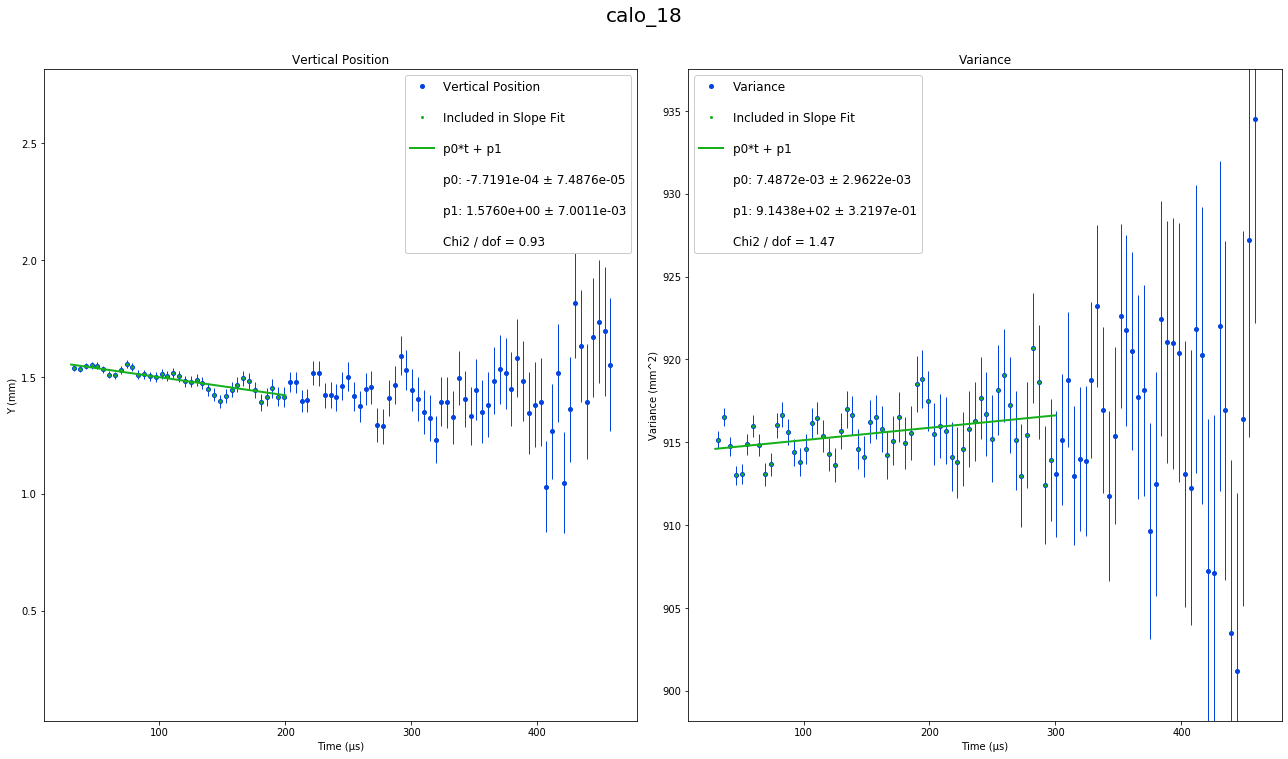 calo_18
Vertical Position
Vertical Position
Included in Slope Fit
p0*t + p1
p0: -7.7191e-04 ± 7.4876e-05
p1: 1.5760e+00 ± 7.0011e-03
Chi2 / dof = 0.93
2.5
2.0
1.5
1.0
0.5
Y (mm)
100
200
300
400
Time (μs)
Variance
Variance
Included in Slope Fit
p0*t + p1
p0: 7.4872e-03 ± 2.9622e-03
p1: 9.1438e+02 ± 3.2197e-01
Chi2 / dof = 1.47
935
930
925
920
915
910
905
900
Variance (mm^2)
100
200
300
400
Time (μs)